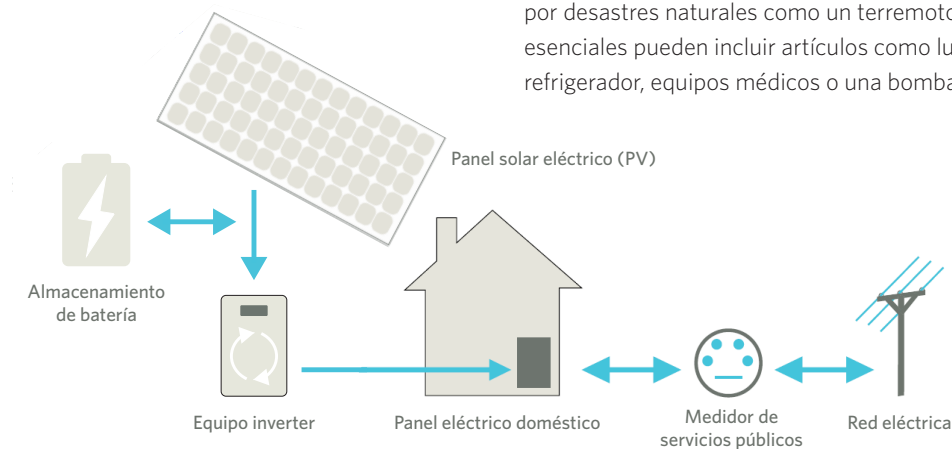 por desastres naturales como un terremoto
esenciales pueden incluir artículos como
refrigerador, equipos médicos o una bomba
Panel solar eléctrico (PV)
Almacenamiento
de batería
Equipo inverter
Panel eléctrico doméstico
Medidor de
servicios públicos
Red eléctrica